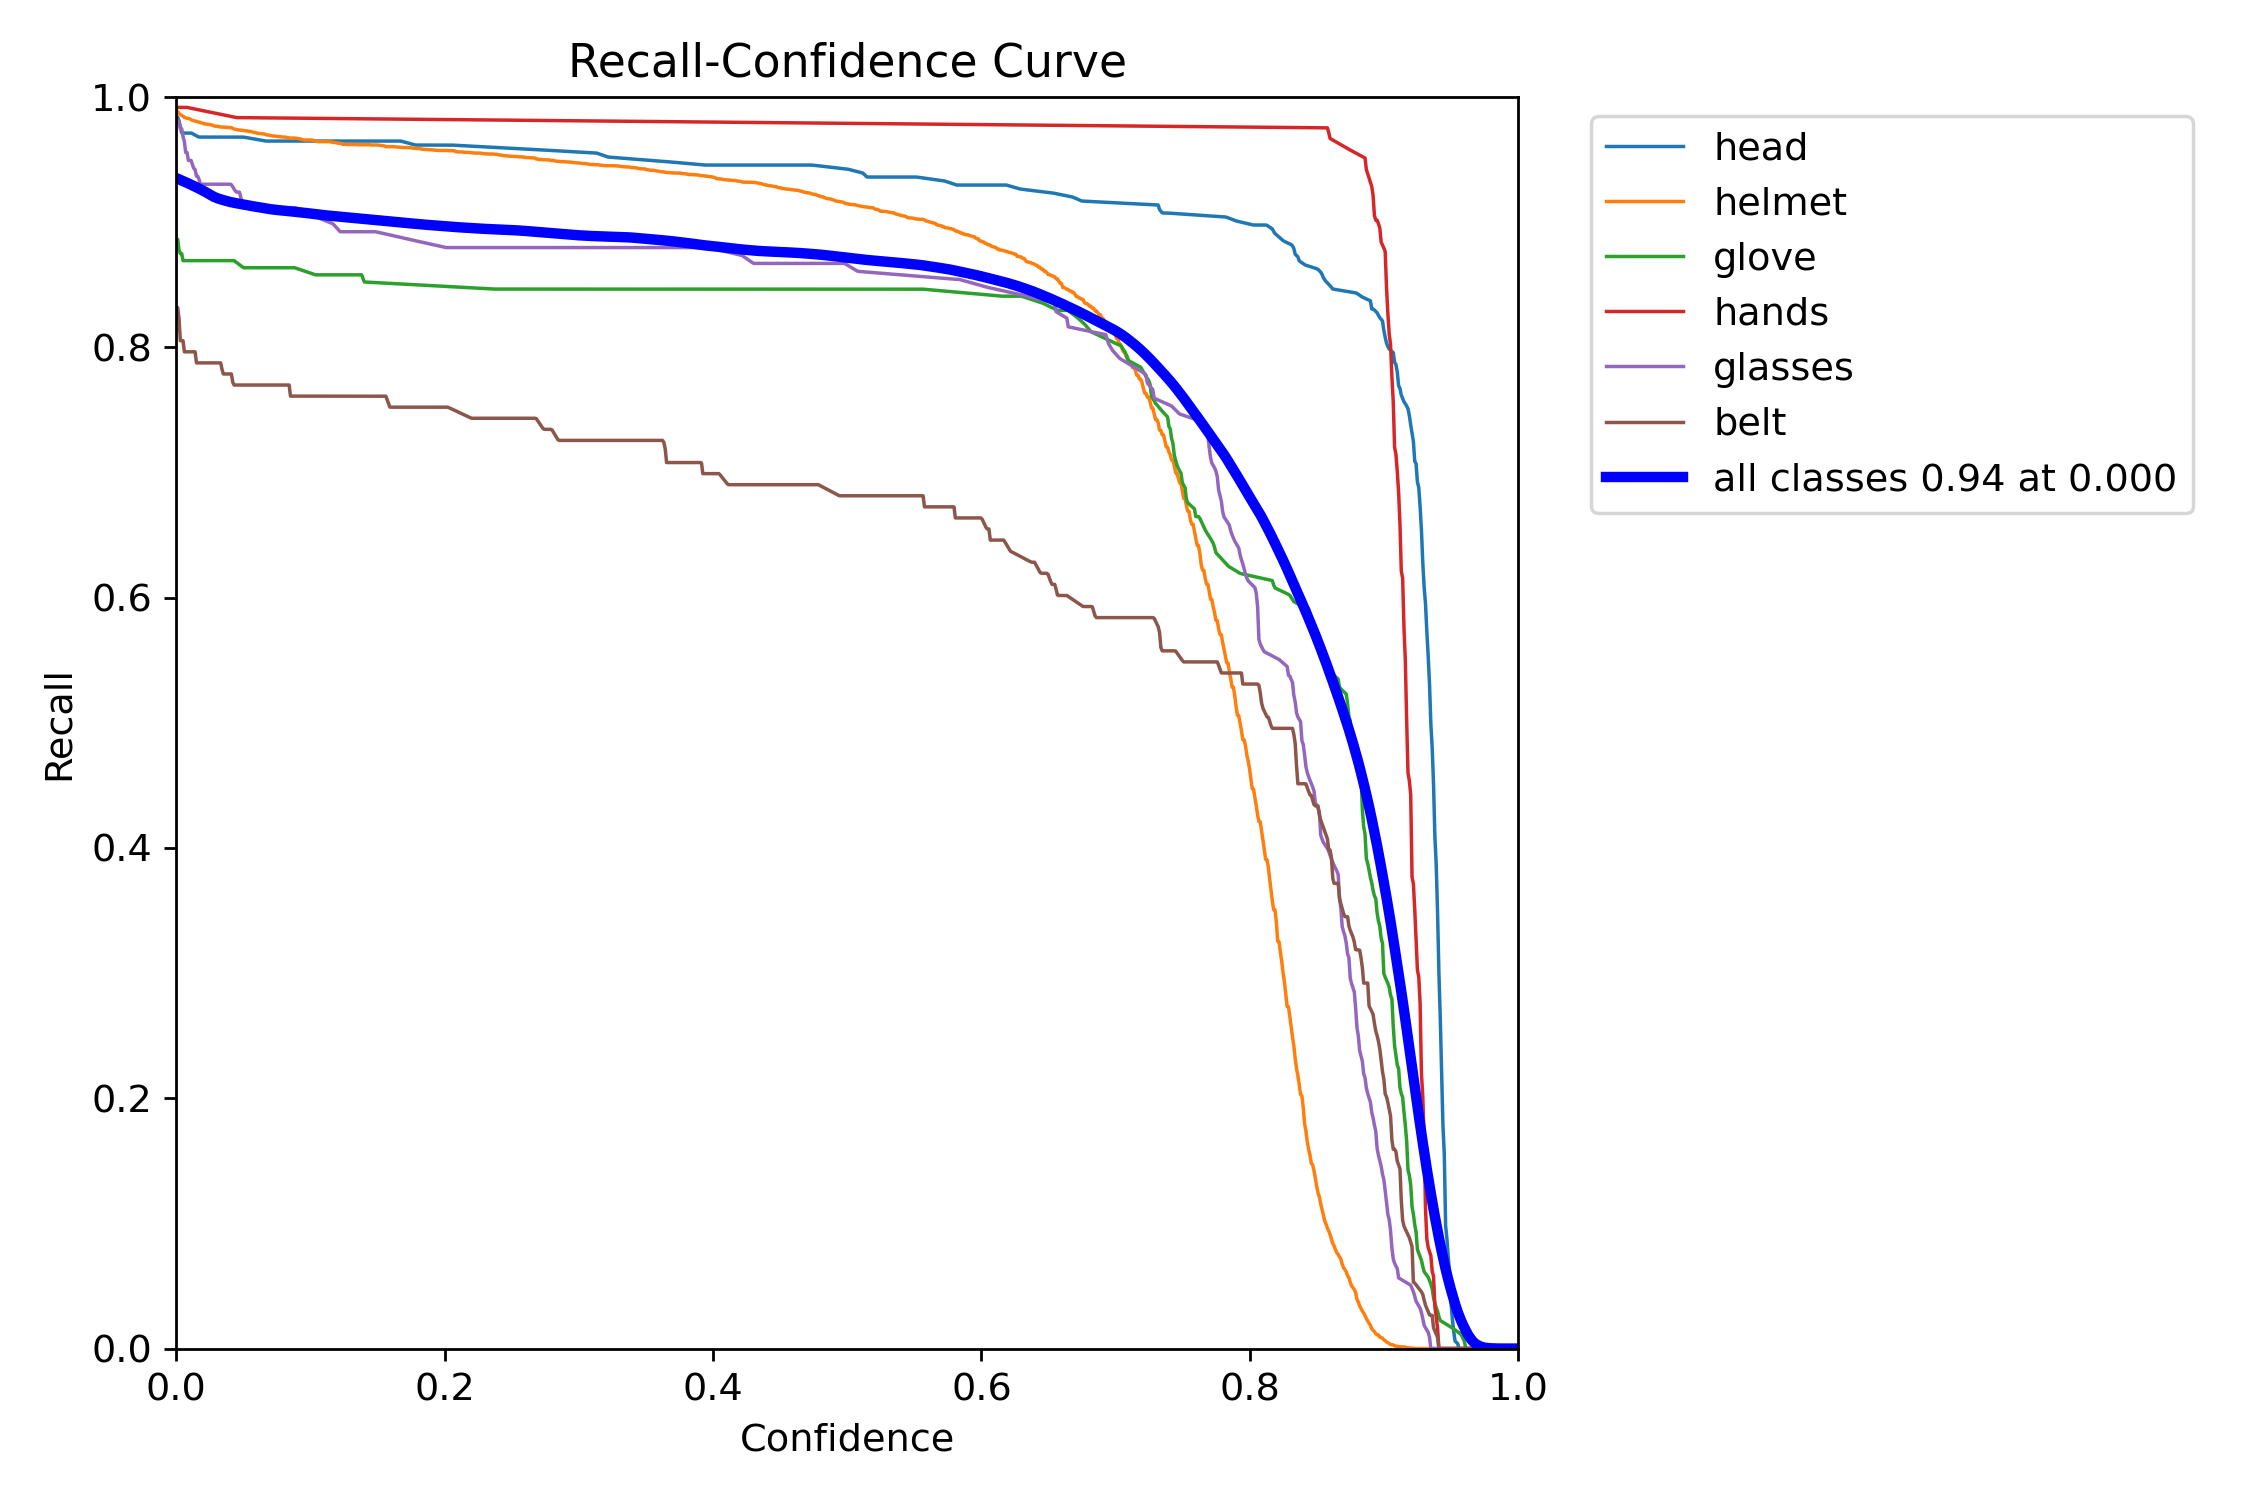 Recall-Confidence Curve
1.0
0.8
0.6
0.4
0.2
0.0
Recall
0.0 0.2 0.4 0.6 0.8 1.0
Confidence
head
helmet
glove
hands
glasses
belt
all classes 0.94 at 0.000